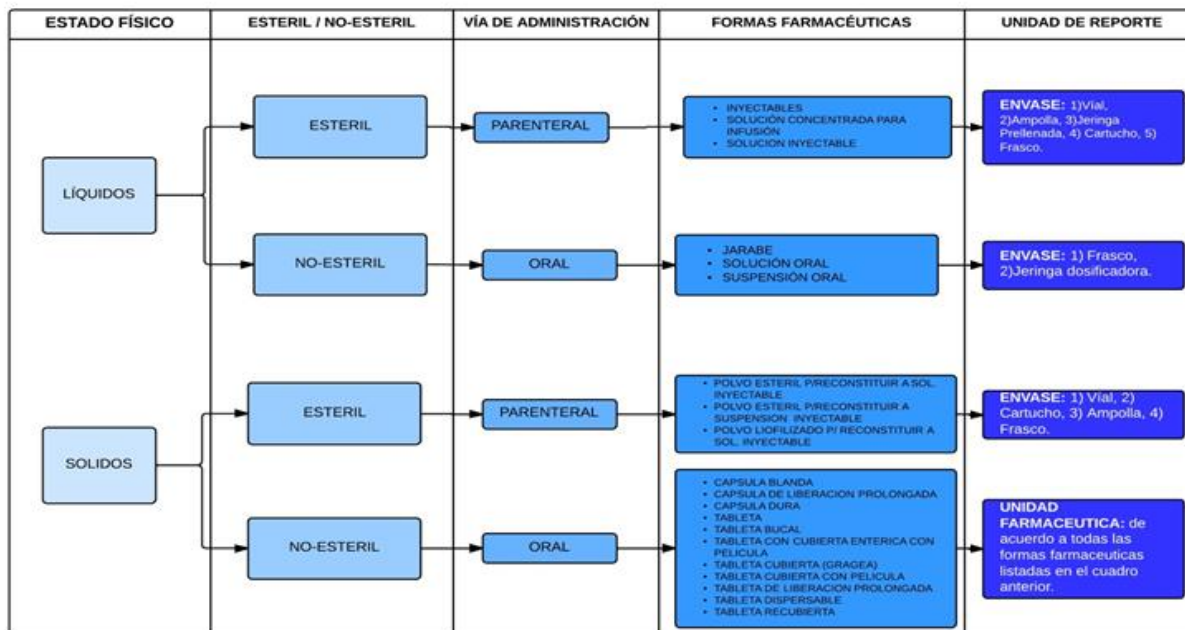 ESTADO FÍSICO
ESTERIL / NO-ESTERIL
VÍA DE ADMINISTRACIÓN
FORMAS FARMACÉUTICAS
UNIDAD DE REPORTE
LÍQUIDOS
ESTERIL
PARENTERAL
• INYECTABLES
• SOLUCIÓN CONCENTRADA PARA
INFUSIÓN
• SOLUCION INYECTABLE
ENVASE: 1)Víal,
2)Ampolla, 3)Jeringa
Prellenada, 4) Cartucho, 5)
Frasco.
NO-ESTERIL
ORAL
• JARABE
• SOLUCIÓN ORAL
• SUSPENSIÓN ORAL
ENVASE: 1) Frasco,
2)Jeringa dosificadora.
SOLIDOS
ESTERIL
PARENTERAL
• POLVO ESTERIL P/RECONSTITUIR A SOL.
INYECTABLE
• POLVO ESTERIL P/RECONSTITUIR A
SUSPENSION INYECTABLE
• POLVO LIOFILIZADO P/ RECONSTITUIR A
SOL. INYECTABLE
ENVASE: 1) Víal, 2)
Cartucho, 3) Ampolla, 4)
Frasco.
NO-ESTERIL
ORAL
• CAPSULA BLANDA
• CAPSULA DE LIBERACION PROLONGADA
• CAPSULA DURA
• TABLETA
• TABLETA BUCAL
• TABLETA CON CUBIERTA ENTERICA CON
PELICULA
• TABLETA CUBIERTA (GRAGEA)
• TABLETA CUBIERTA CON PELICULA
• TABLETA DE LIBERACION PROLONGADA
• TABLETA DISPERSABLE
• TABLETA RECUBIERTA
UNIDAD
FARMACEUTICA: de
acuerdo a todas las
formas farmaceuticas
listadas en el cuadro
anterior.